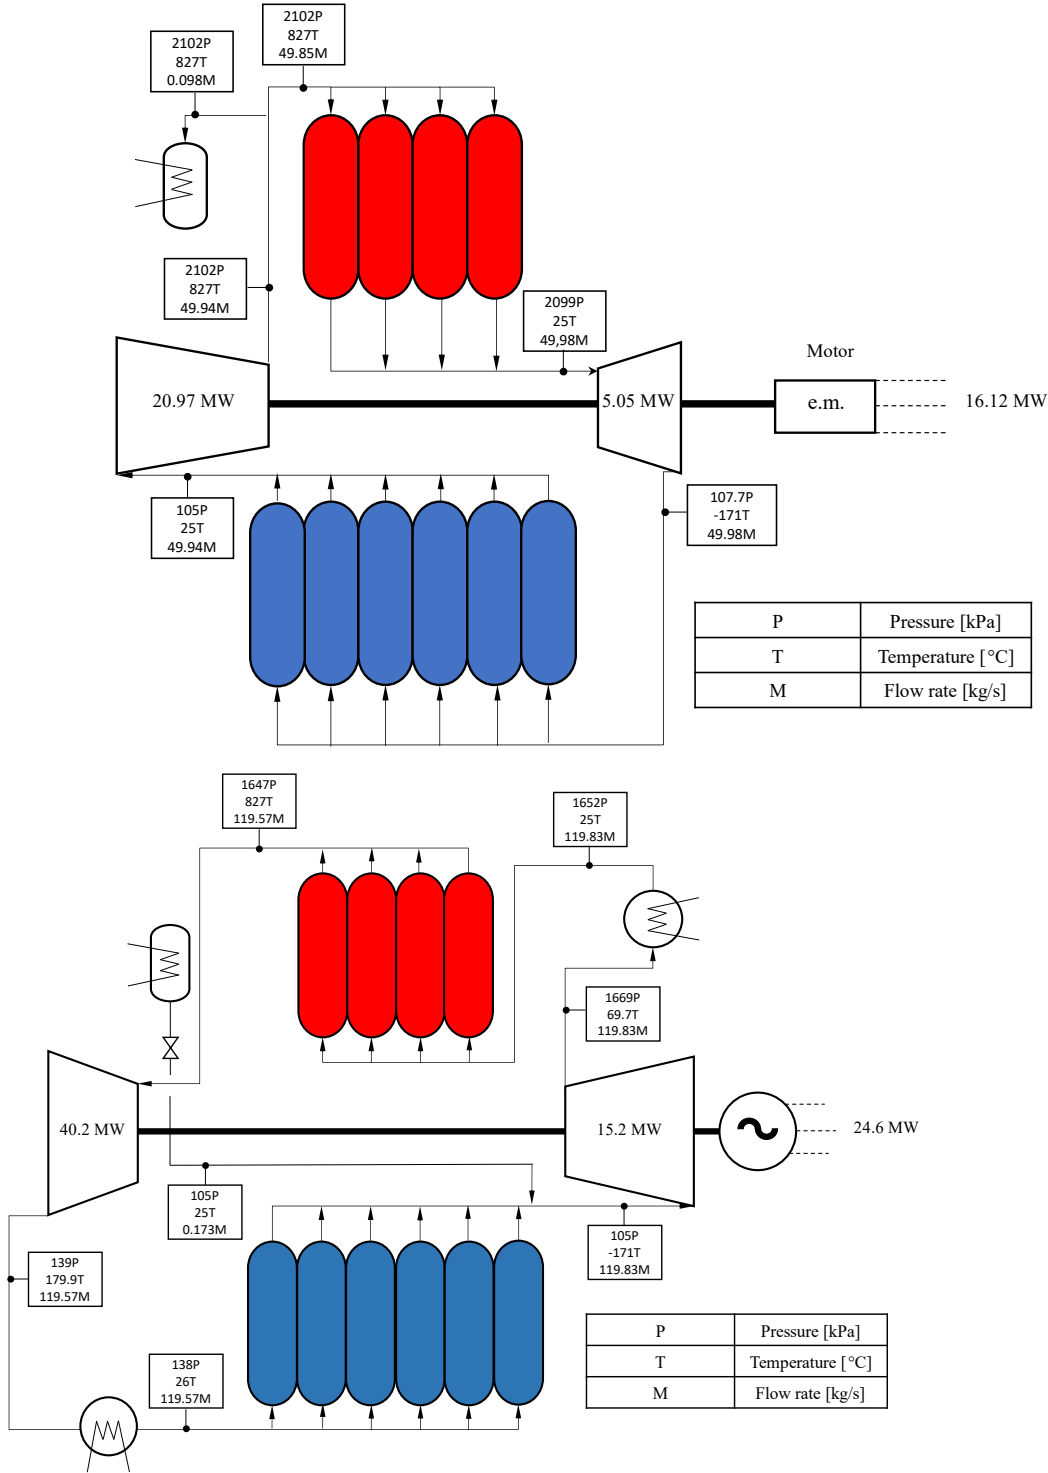 2102P
827T
49.85M
2102P
827T
0.098M
2102P
827T
49.94M
2099P
25T
49,98M
Motor
20.97 MW
5.05 MW
e.m.
16.12 MW
105P
25T
49.94M
107.7P
-171T
49.98M
P Pressure [kPa]
T Temperature [°C]
M Flow rate [kg/s]
1647P
827T
119.57M
1652P
25T
119.83M
1669P
69.7T
119.83M
40.2 MW
15.2 MW
24.6 MW
105P
25T
0.173M
105P
-171T
119.83M
139P
179.9T
119.57M
138P
26T
119.57M
P Pressure [kPa]
T Temperature [°C]
M Flow rate [kg/s]